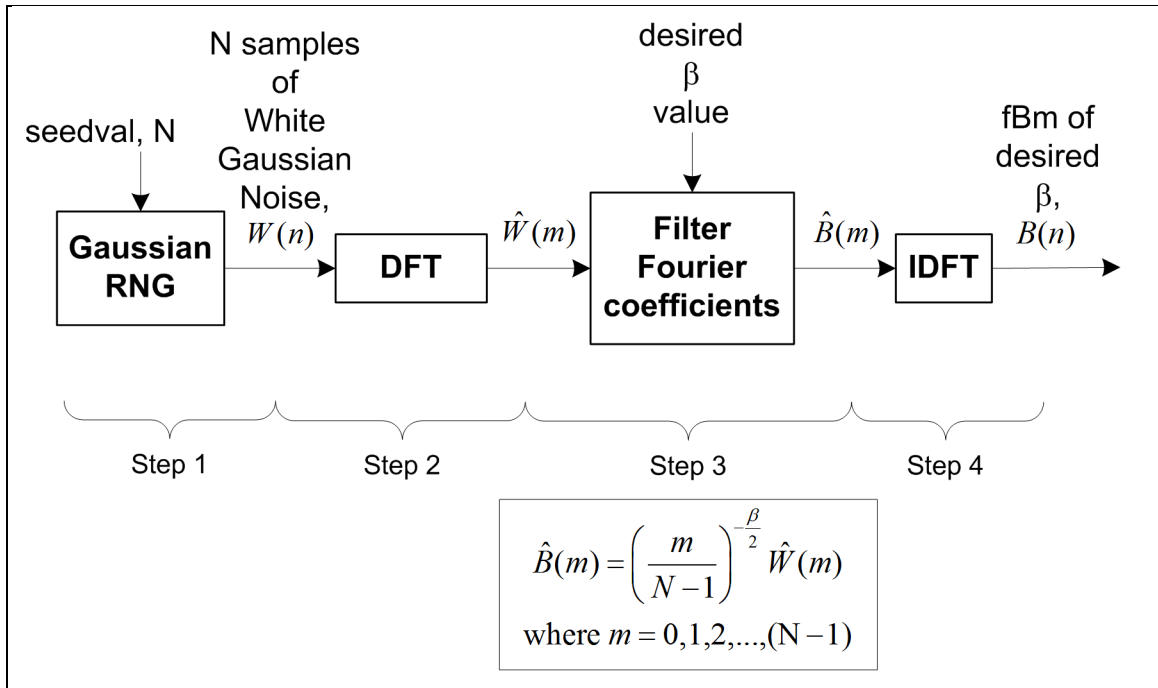 seedval, N
Gaussian
RNG
N samples
of
White
Gaussian
Noise,
W(n)
DFT
Ŵ(m)
desired
β
value
Filter
Fourier
coefficients
B̂(m)
IDFT
fBm of
desired
β,
B(n)
Step 1
Step 2
Step 3
Step 4
B̂(m) = (m/(N−1))^(−β/2) Ŵ(m)
where m = 0,1,2,...,(N−1)